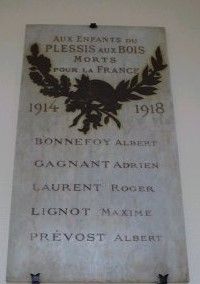 AUX ENFANTS DU
PLESSIS AUX BOIS
MORTS
POUR LA FRANCE
1914 1918
BONNEFOY ALBERT
GAGNANT ADRIEN
LAURENT ROGER
LIGNOT MAXIME
PRÉVOST ALBERT